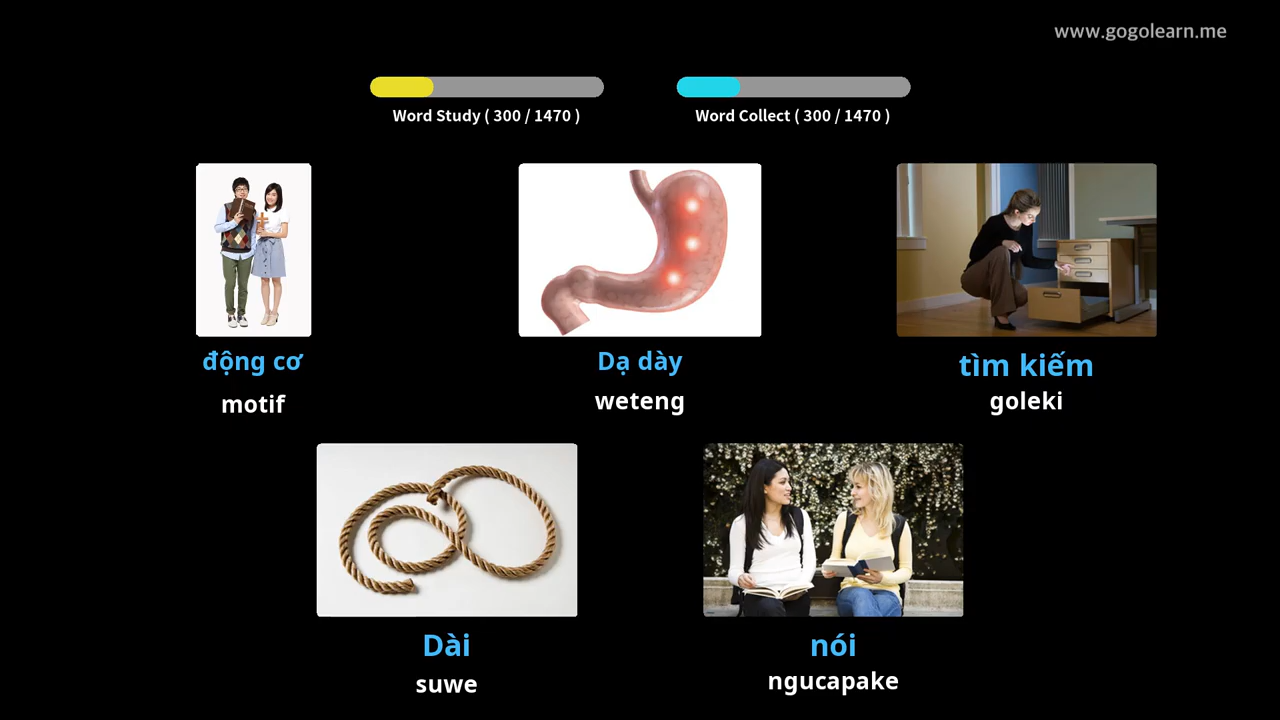 www.gogolearn.me
Word Study ( 300 / 1470 )
Word Collect ( 300 / 1470 )
động cơ
motif
Dạ dày
weteng
tìm kiếm
goleki
Dài
suwe
nói
ngucapake